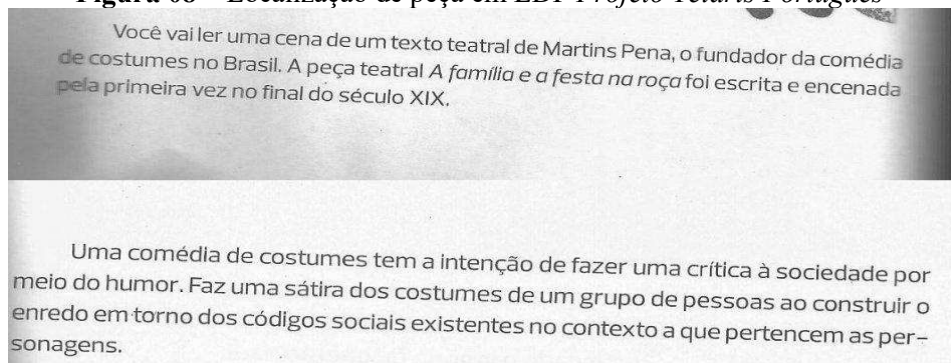 Você vai ler uma cena de um texto teatral de Martins Pena, o fundador da comédia
de costumes no Brasil. A peça teatral A família e a festa na roça foi escrita e encenada
pela primeira vez no final do século XIX.
Uma comédia de costumes tem a intenção de fazer uma crítica à sociedade por
meio do humor. Faz uma sátira dos costumes de um grupo de pessoas ao construir o
enredo em torno dos códigos sociais existentes no contexto a que pertencem as per-
sonagens.